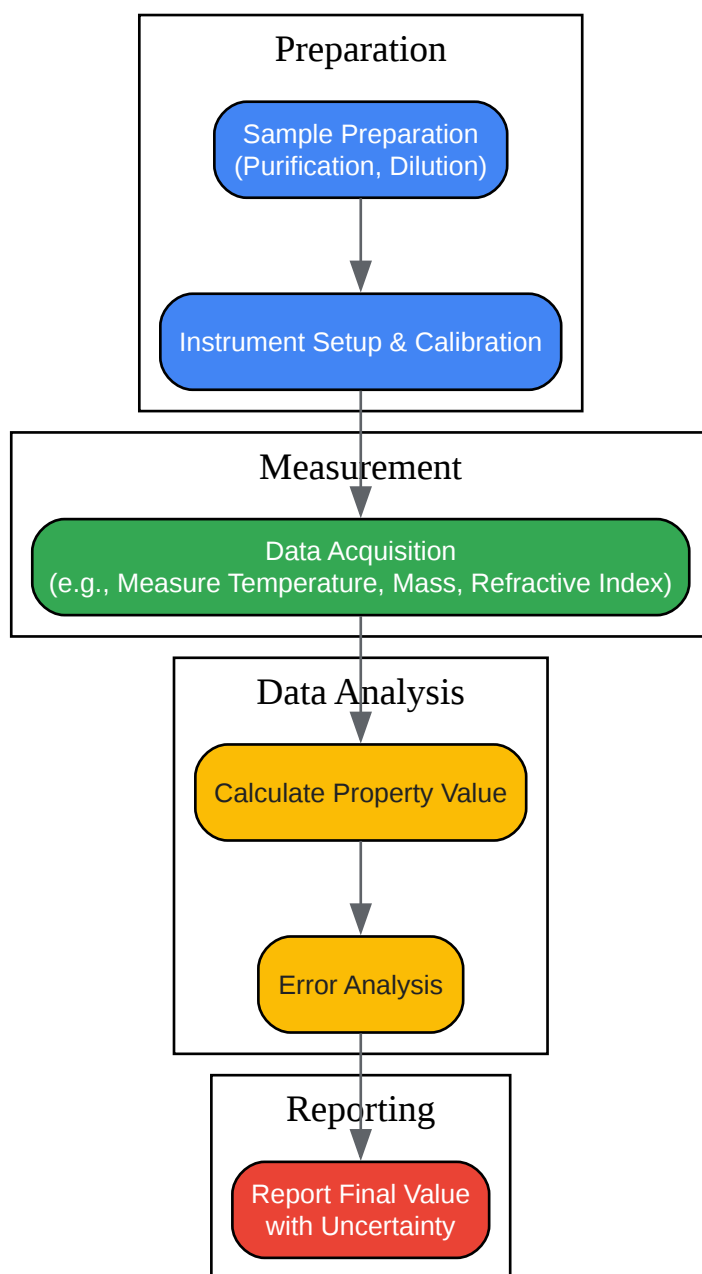 Preparation
Sample Preparation
(Purification, Dilution)
Instrument Setup & Calibration
Measurement
Data Acquisition
(e.g., Measure Temperature, Mass, Refractive Index)
Data Analysis
Calculate Property Value
Error Analysis
Reporting
Report Final Value
with Uncertainty